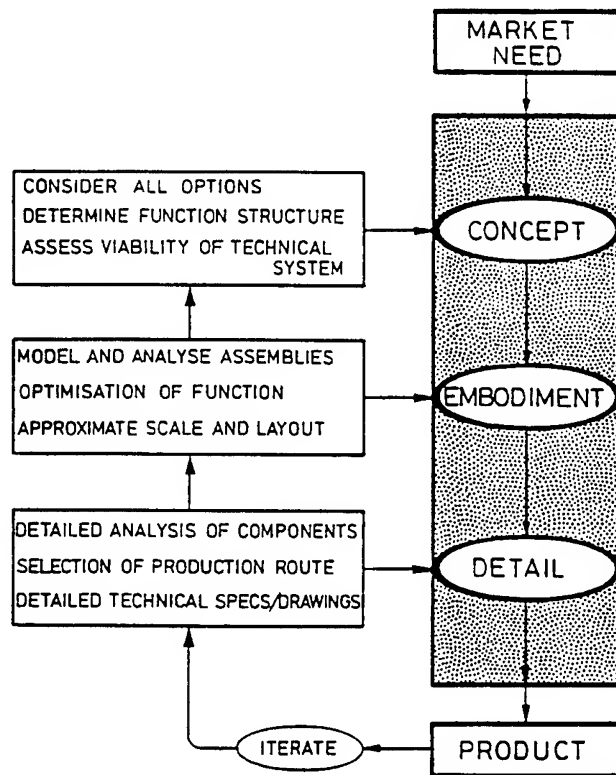 MARKET
NEED
CONSIDER ALL OPTIONS
DETERMINE FUNCTION STRUCTURE
ASSESS VIABILITY OF TECHNICAL
SYSTEM
CONCEPT
MODEL AND ANALYSE ASSEMBLIES
OPTIMISATION OF FUNCTION
APPROXIMATE SCALE AND LAYOUT
EMBODIMENT
DETAILED ANALYSIS OF COMPONENTS
SELECTION OF PRODUCTION ROUTE
DETAILED TECHNICAL SPECS/DRAWINGS
DETAIL
ITERATE
PRODUCT